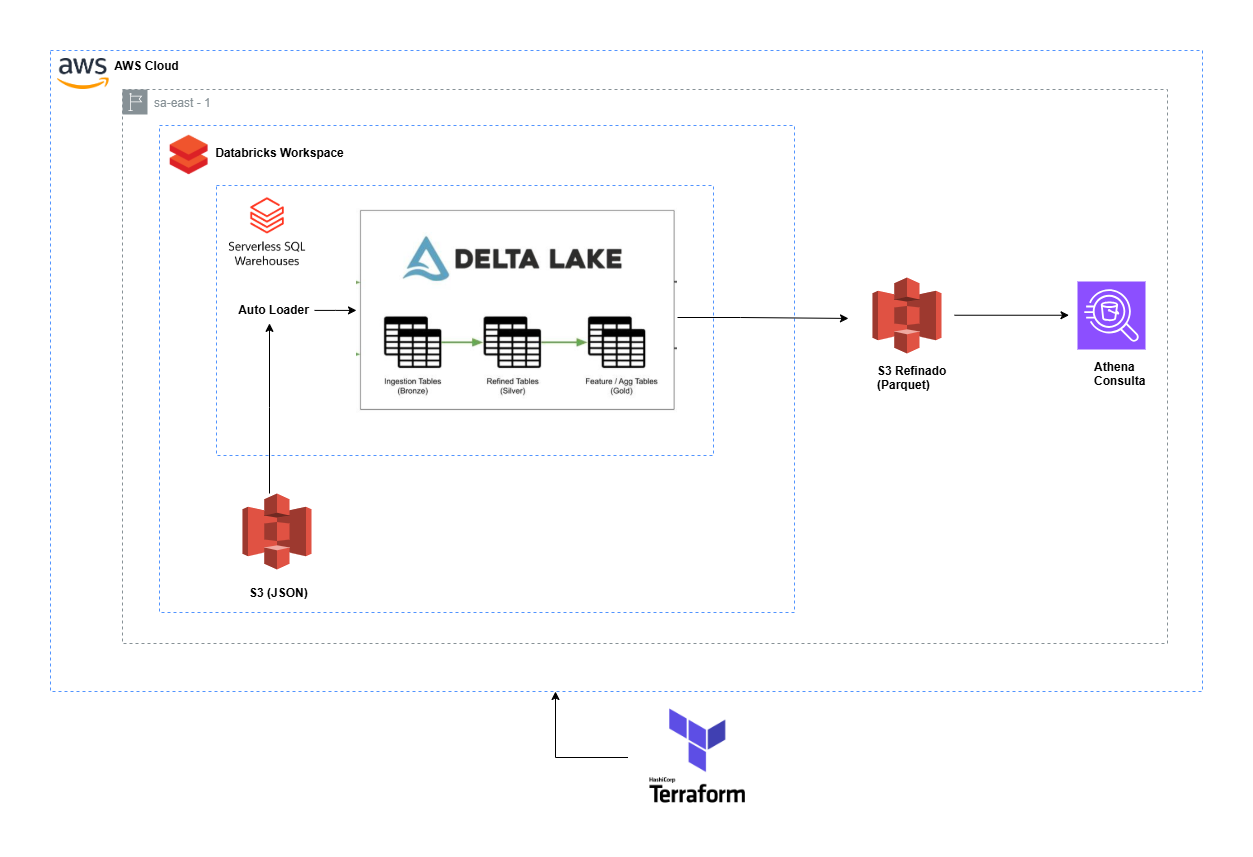 aws
AWS Cloud
sa-east - 1
Databricks Workspace
Serverless SQL
Warehouses
DELTA LAKE
Auto Loader
Ingestion Tables
(Bronze)
Refined Tables
(Silver)
Feature / Agg Tables
(Gold)
S3 Refinado
(Parquet)
Athena
Consulta
S3 (JSON)
HashiCorp
Terraform